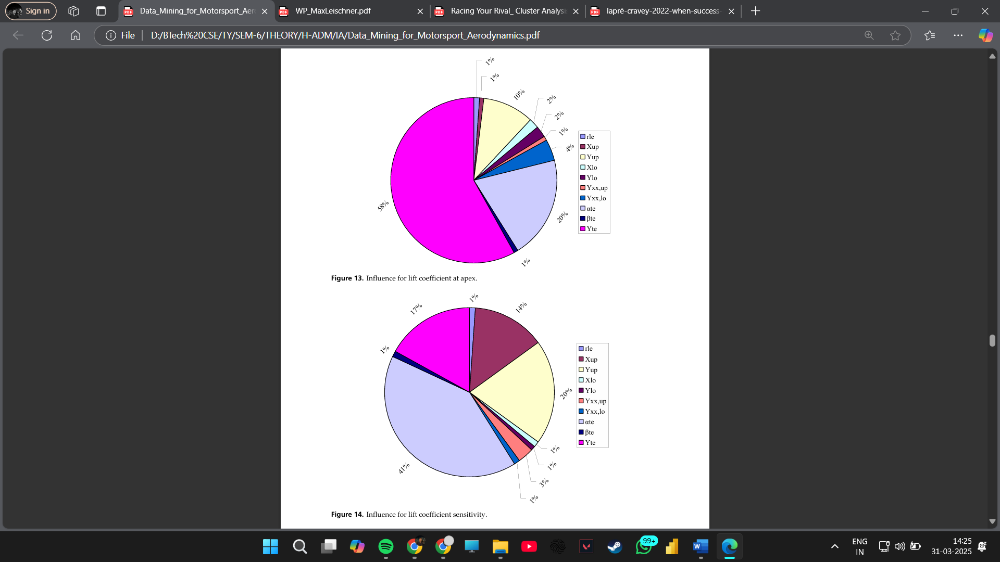 Sign in
Data_Mining_for_Motorsport_Aer
WP_MaxLeischner.pdf
Racing Your Rival_ Cluster Analysi
lapré-cravey-2022-when-success-
File
D:/BTech%20CSE/TY/SEM-6/THEORY/H-ADM/IA/Data_Mining_for_Motorsport_Aerodynamics.pdf
1%
1%
10%
2%
2%
1%
4%
20%
1%
58%
rle
Xup
Yup
Xlo
Ylo
Yxx,up
Yxx,lo
αte
βte
Yte
Figure 13. Influence for lift coefficient at apex.
1%
14%
20%
1%
1%
3%
1%
41%
1%
17%
rle
Xup
Yup
Xlo
Ylo
Yxx,up
Yxx,lo
αte
βte
Yte
Figure 14. Influence for lift coefficient sensitivity.
99+
ENG
IN
14:25
31-03-2025